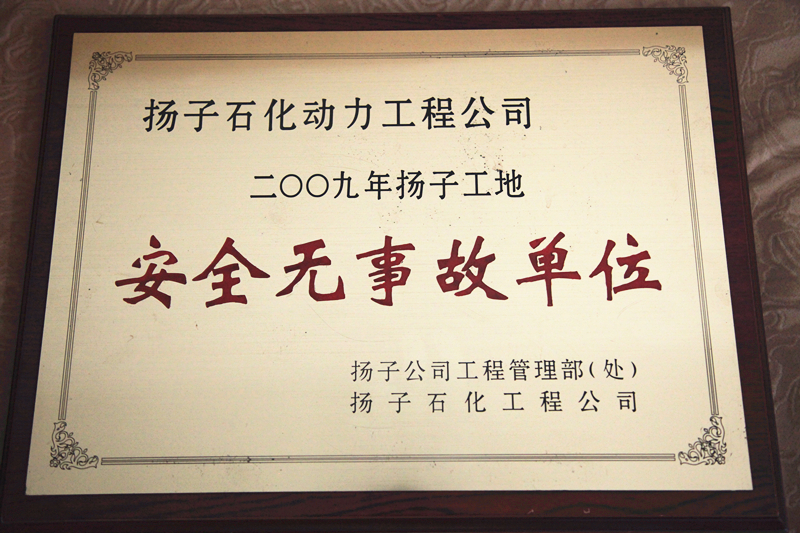 扬子石化动力工程公司
二〇〇九年扬子工地
安全无事故单位
扬子公司工程管理部(处)
扬子石化工程公司